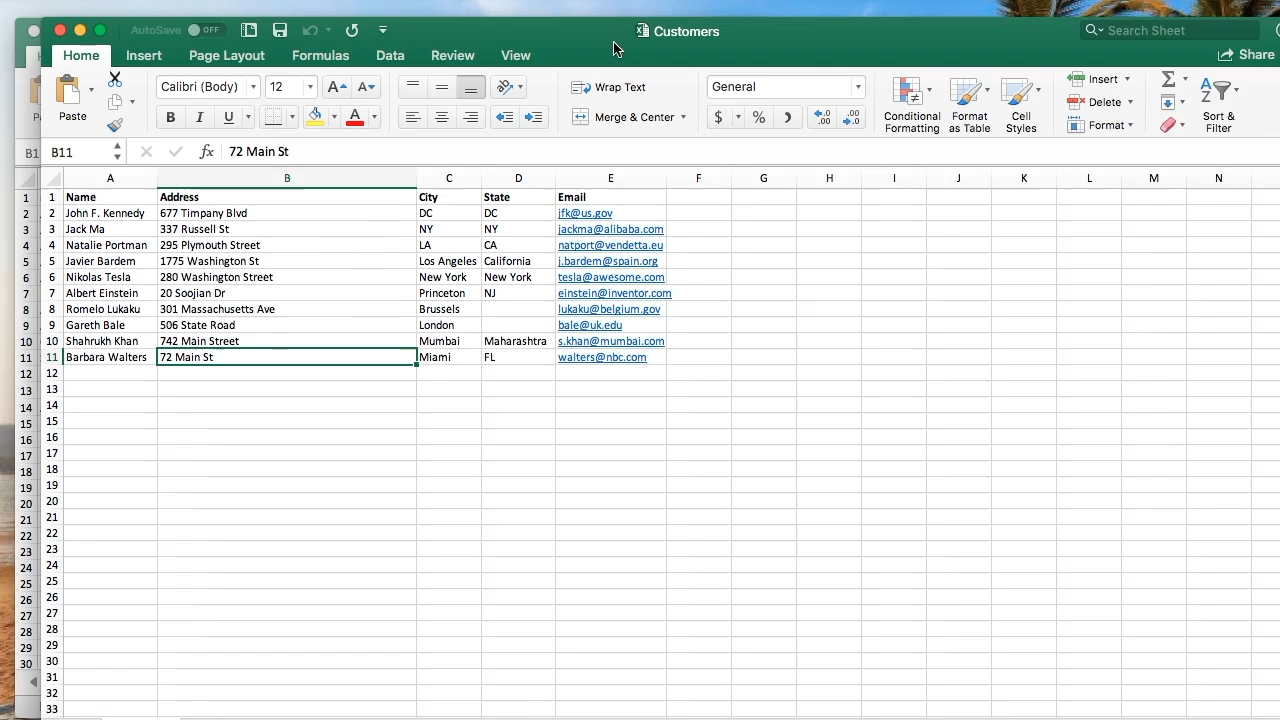 AutoSave OFF Customers Search Sheet
Home Insert Page Layout Formulas Data Review View Share
Paste Calibri (Body) 12 A A Wrap Text General Insert Σ
B I U A Merge & Center $ % Conditional Formatting Format as Table Cell Styles Delete Format Sort & Filter
B11 fx 72 Main St
A B C D E F G H I J K L M N
1 Name Address City State Email
2 John F. Kennedy 677 Timpany Blvd DC DC jfk@us.gov
3 Jack Ma 337 Russell St NY NY jackma@alibaba.com
4 Natalie Portman 295 Plymouth Street LA CA natport@vendetta.eu
5 Javier Bardem 1775 Washington St Los Angeles California j.bardem@spain.org
6 Nikolas Tesla 280 Washington Street New York New York tesla@awesome.com
7 Albert Einstein 20 Soojian Dr Princeton NJ einstein@inventor.com
8 Romelo Lukaku 301 Massachusetts Ave Brussels lukaku@belgium.gov
9 Gareth Bale 506 State Road London bale@uk.edu
10 Shahrukh Khan 742 Main Street Mumbai Maharashtra s.khan@mumbai.com
11 Barbara Walters 72 Main St Miami FL walters@nbc.com
12
13
14
15
16
17
18
19
20
21
22
23
24
25
26
27
28
29
30
31
32
33